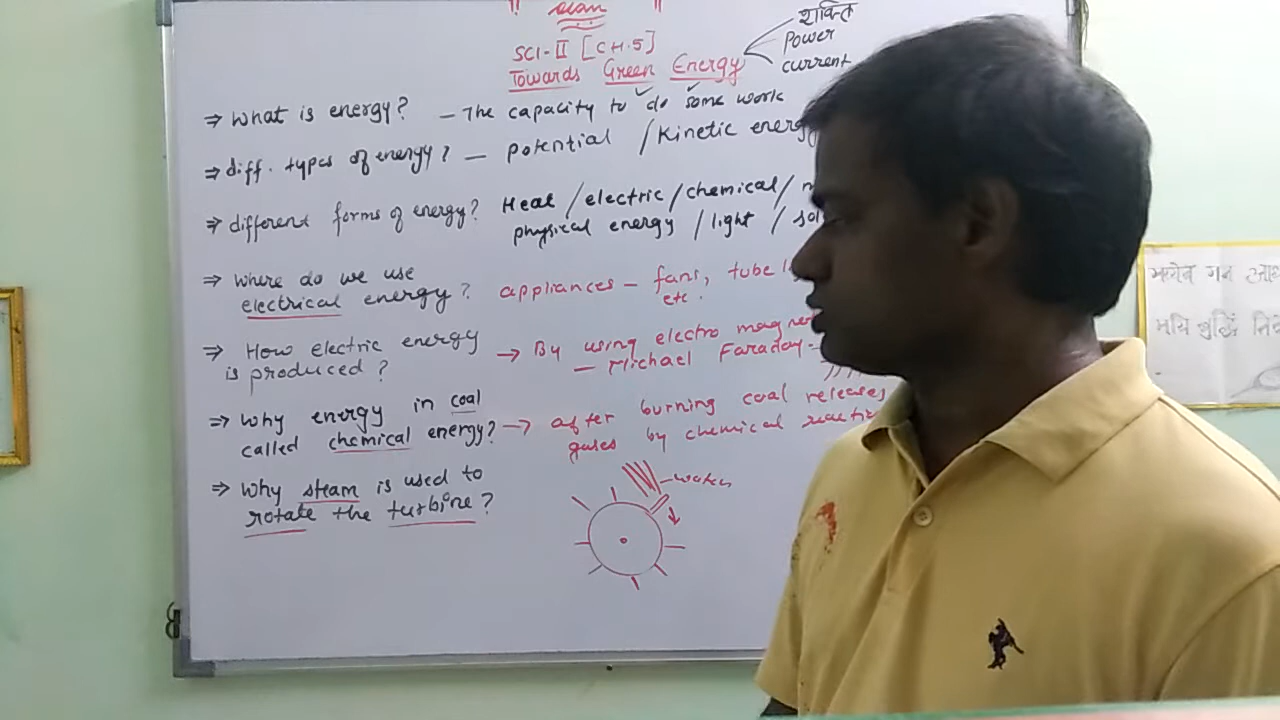 " scan "
शक्ति
SCI-II [CH.5]
Power
Towards Green Energy
current
⇒ What is energy? - The capacity to do some work
⇒ diff. types of energy? - potential / Kinetic energy
⇒ different forms of energy? Heat / electric / chemical /
physical energy / light /
⇒ Where do we use appliances - fans, tube
electrical energy? etc.
⇒ How electric energy → By using electro
is produced? - Michael Faraday -
⇒ Why energy in coal → after burning coal releases
called chemical energy? gases by chemical
⇒ Why steam is used to - water
rotate the turbine?